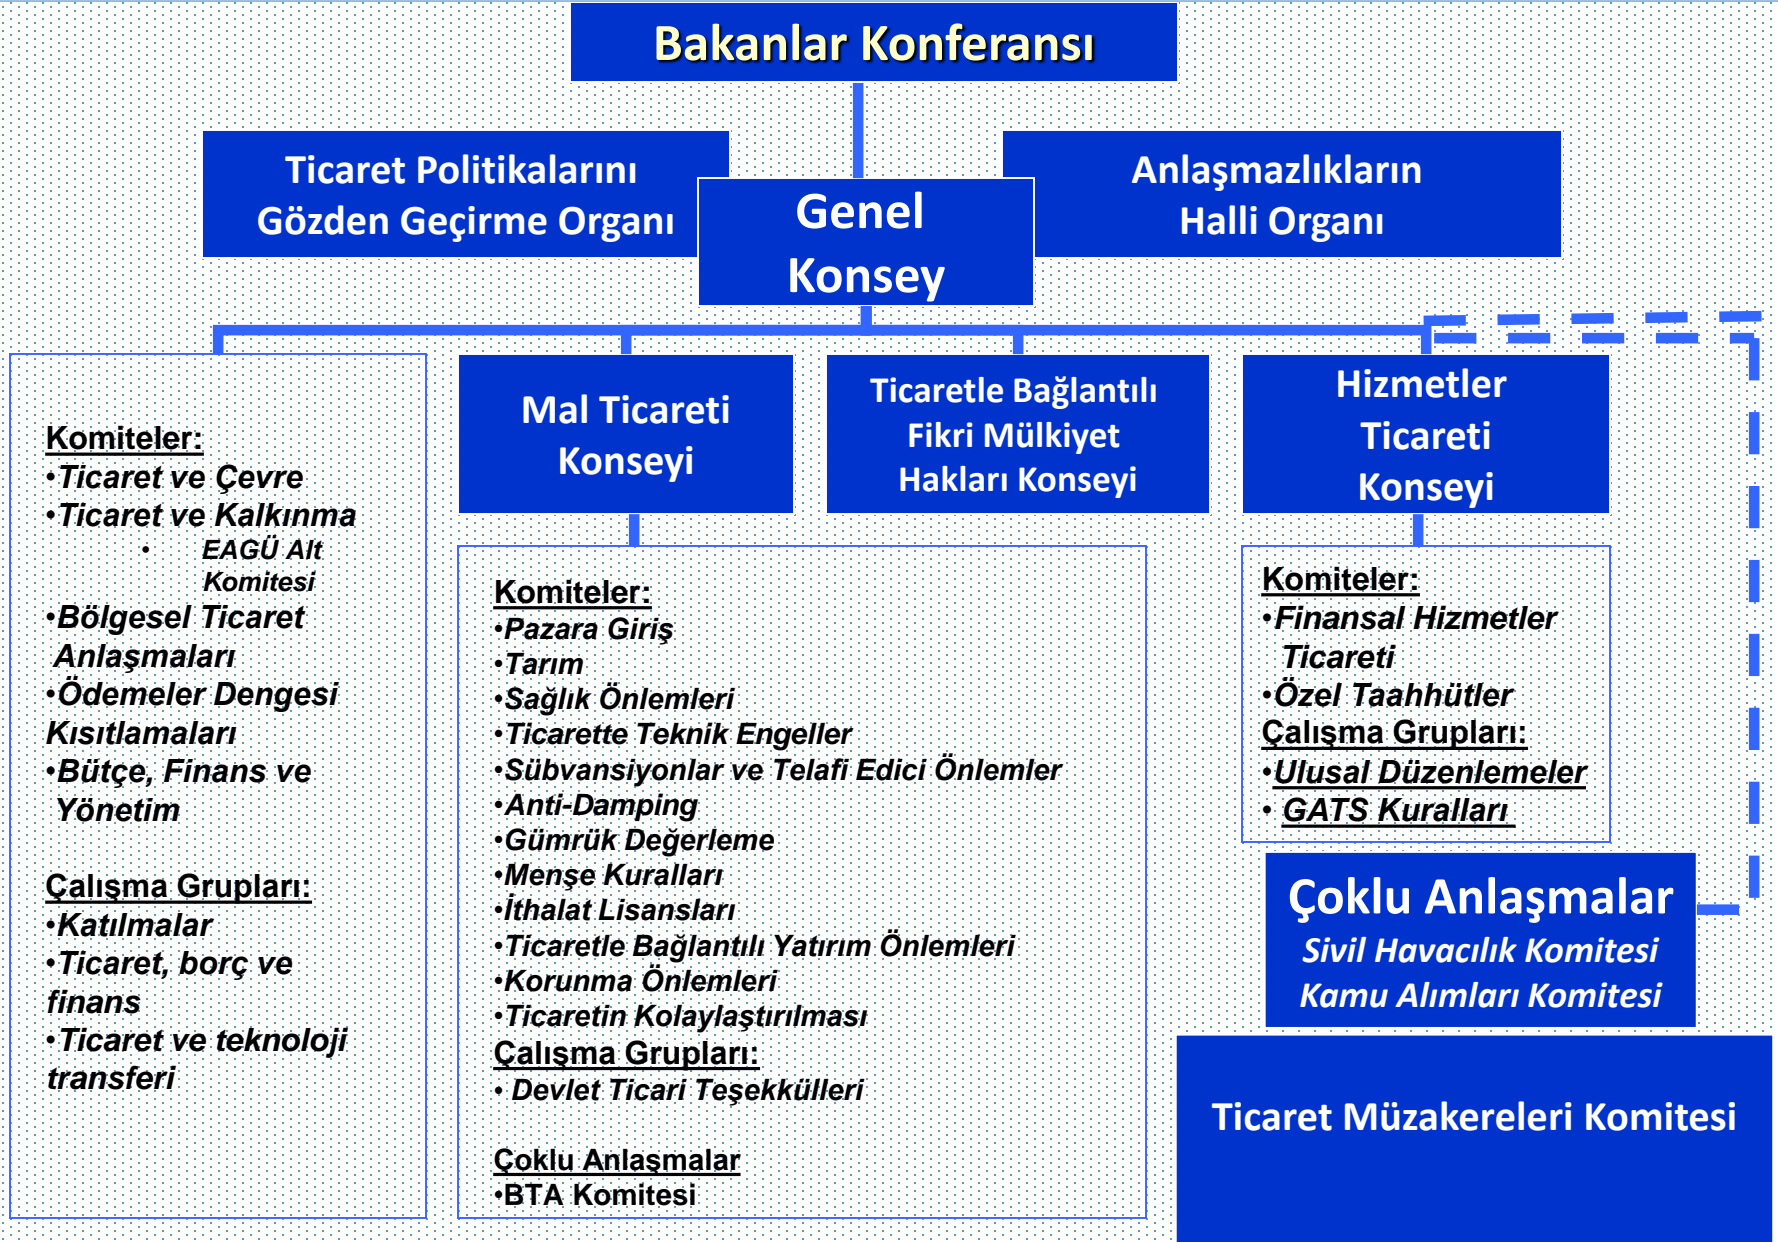 Bakanlar Konferansı
Ticaret Politikalarını
Gözden Geçirme Organı
Genel
Konsey
Anlaşmazlıkların
Halli Organı
Komiteler:
•Ticaret ve Çevre
•Ticaret ve Kalkınma
• EAGÜ Alt
Komitesi
•Bölgesel Ticaret
Anlaşmaları
•Ödemeler Dengesi
Kısıtlamaları
•Bütçe, Finans ve
Yönetim
Çalışma Grupları:
•Katılmalar
•Ticaret, borç ve
finans
•Ticaret ve teknoloji
transferi
Mal Ticareti
Konseyi
Komiteler:
•Pazara Giriş
•Tarım
•Sağlık Önlemleri
•Ticarette Teknik Engeller
•Sübvansiyonlar ve Telafi Edici Önlemler
•Anti-Damping
•Gümrük Değerleme
•Menşe Kuralları
•İthalat Lisansları
•Ticaretle Bağlantılı Yatırım Önlemleri
•Korunma Önlemleri
•Ticaretin Kolaylaştırılması
Çalışma Grupları:
• Devlet Ticari Teşekkülleri
Çoklu Anlaşmalar
•BTA Komitesi
Ticaretle Bağlantılı
Fikri Mülkiyet
Hakları Konseyi
Hizmetler
Ticareti
Konseyi
Komiteler:
•Finansal Hizmetler
Ticareti
•Özel Taahhütler
Çalışma Grupları:
•Ulusal Düzenlemeler
• GATS Kuralları
Çoklu Anlaşmalar
Sivil Havacılık Komitesi
Kamu Alımları Komitesi
Ticaret Müzakereleri Komitesi